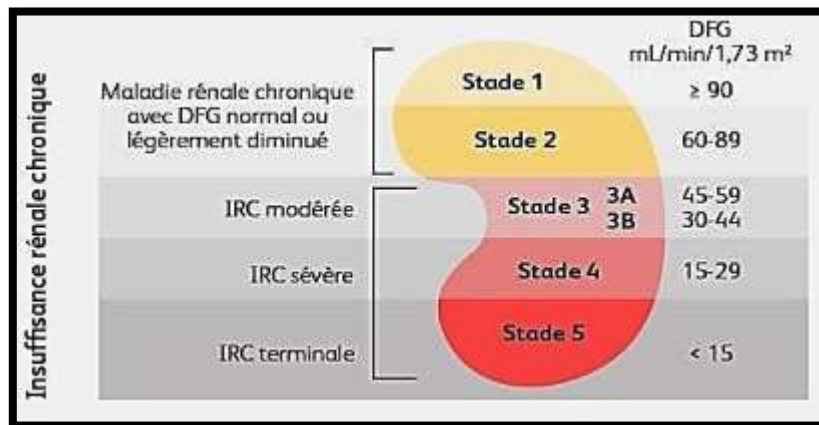 Insuffisance rénale chronique
DFG
mL/min/1,73 m²
Maladie rénale chronique
avec DFG normal ou
légèrement diminué
Stade 1
≥ 90
Stade 2
60-89
IRC modérée
Stade 3
3A
45-59
3B
30-44
IRC sévère
Stade 4
15-29
IRC terminale
Stade 5
< 15